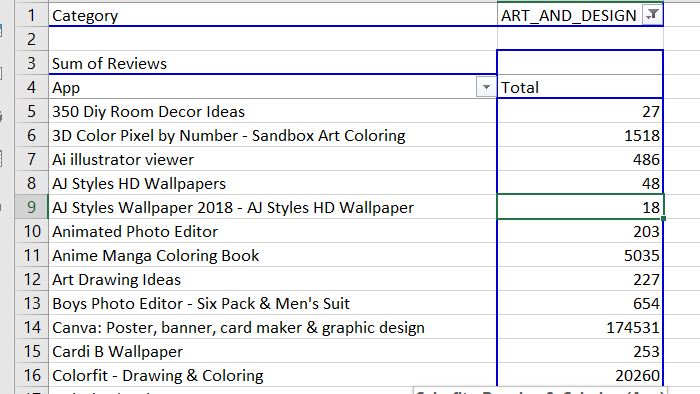 1 Category ART_AND_DESIGN
2
3 Sum of Reviews
4 App Total
5 350 Diy Room Decor Ideas 27
6 3D Color Pixel by Number - Sandbox Art Coloring 1518
7 Ai illustrator viewer 486
8 AJ Styles HD Wallpapers 48
9 AJ Styles Wallpaper 2018 - AJ Styles HD Wallpaper 18
10 Animated Photo Editor 203
11 Anime Manga Coloring Book 5035
12 Art Drawing Ideas 227
13 Boys Photo Editor - Six Pack & Men's Suit 654
14 Canva: Poster, banner, card maker & graphic design 174531
15 Cardi B Wallpaper 253
16 Colorfit - Drawing & Coloring 20260